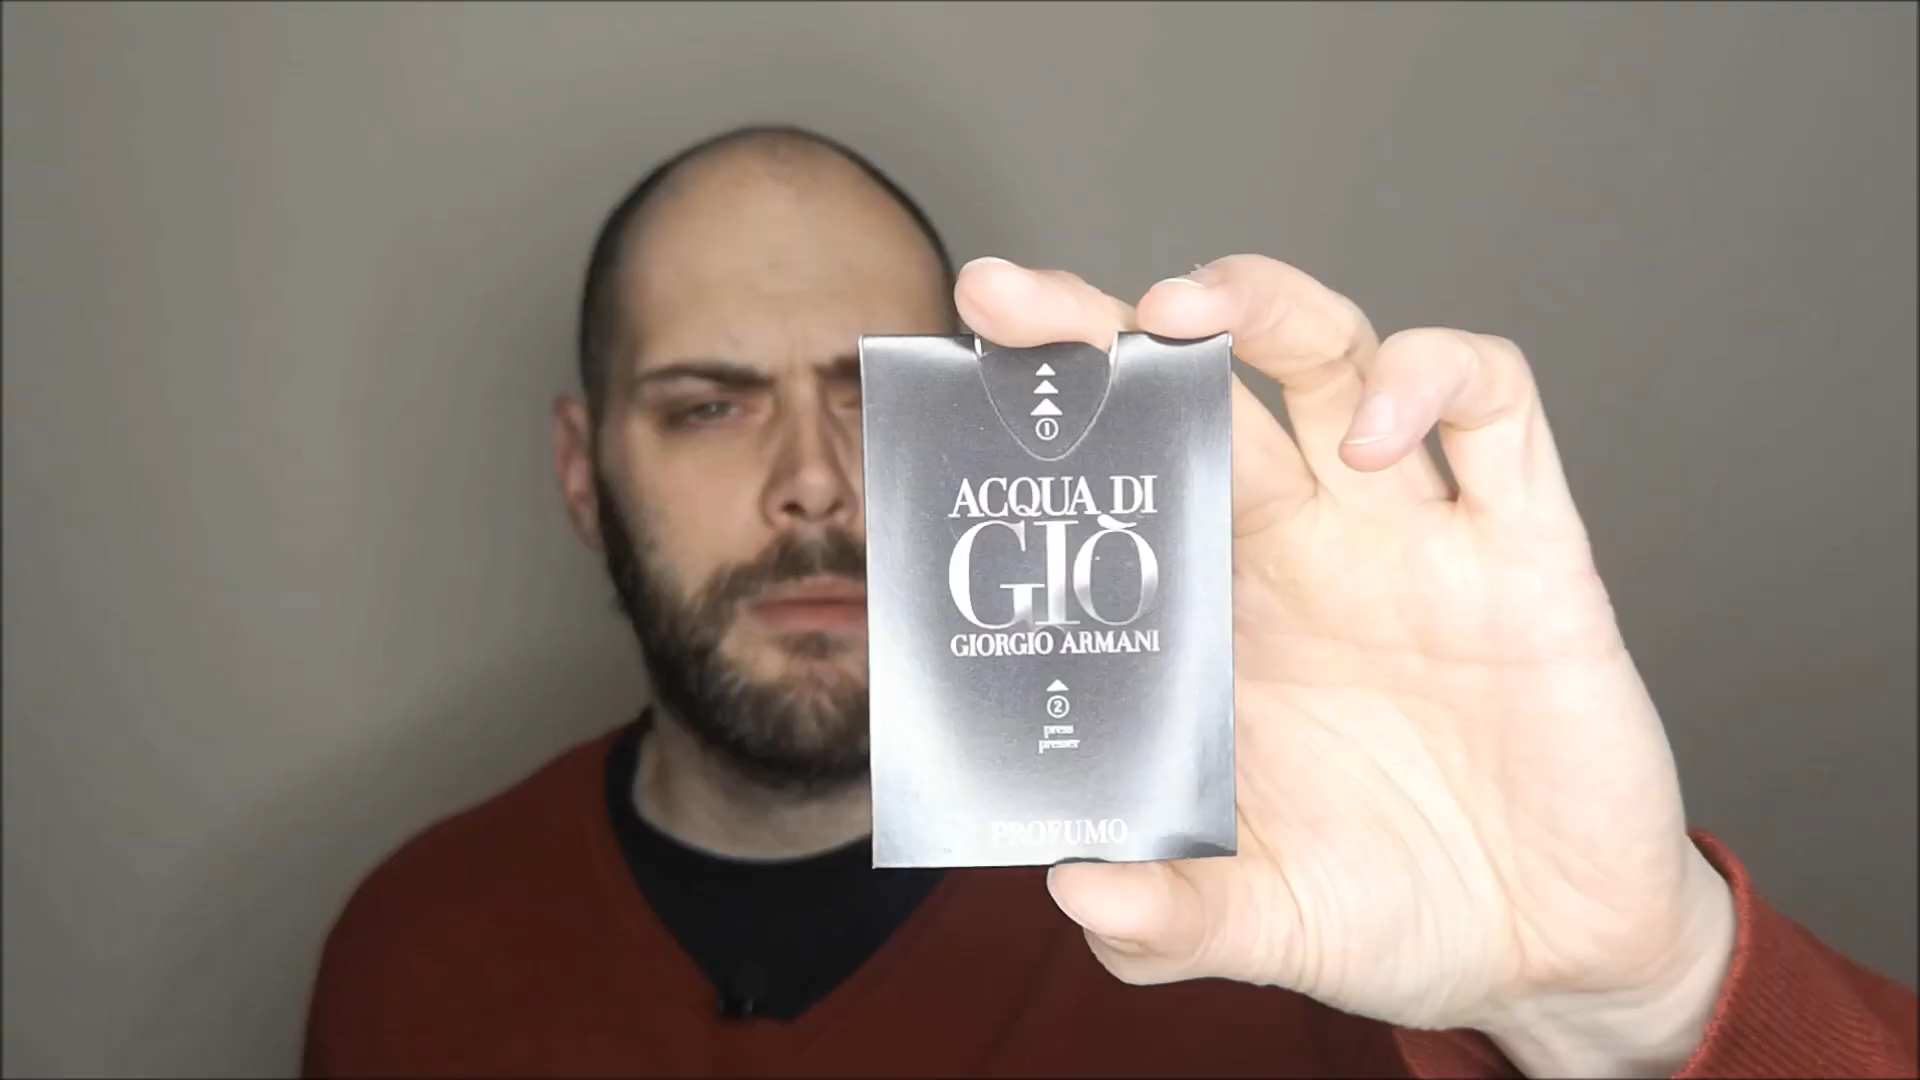 1
ACQUA DI
GIÒ
GIORGIO ARMANI
2
press
presser
PROFUMO